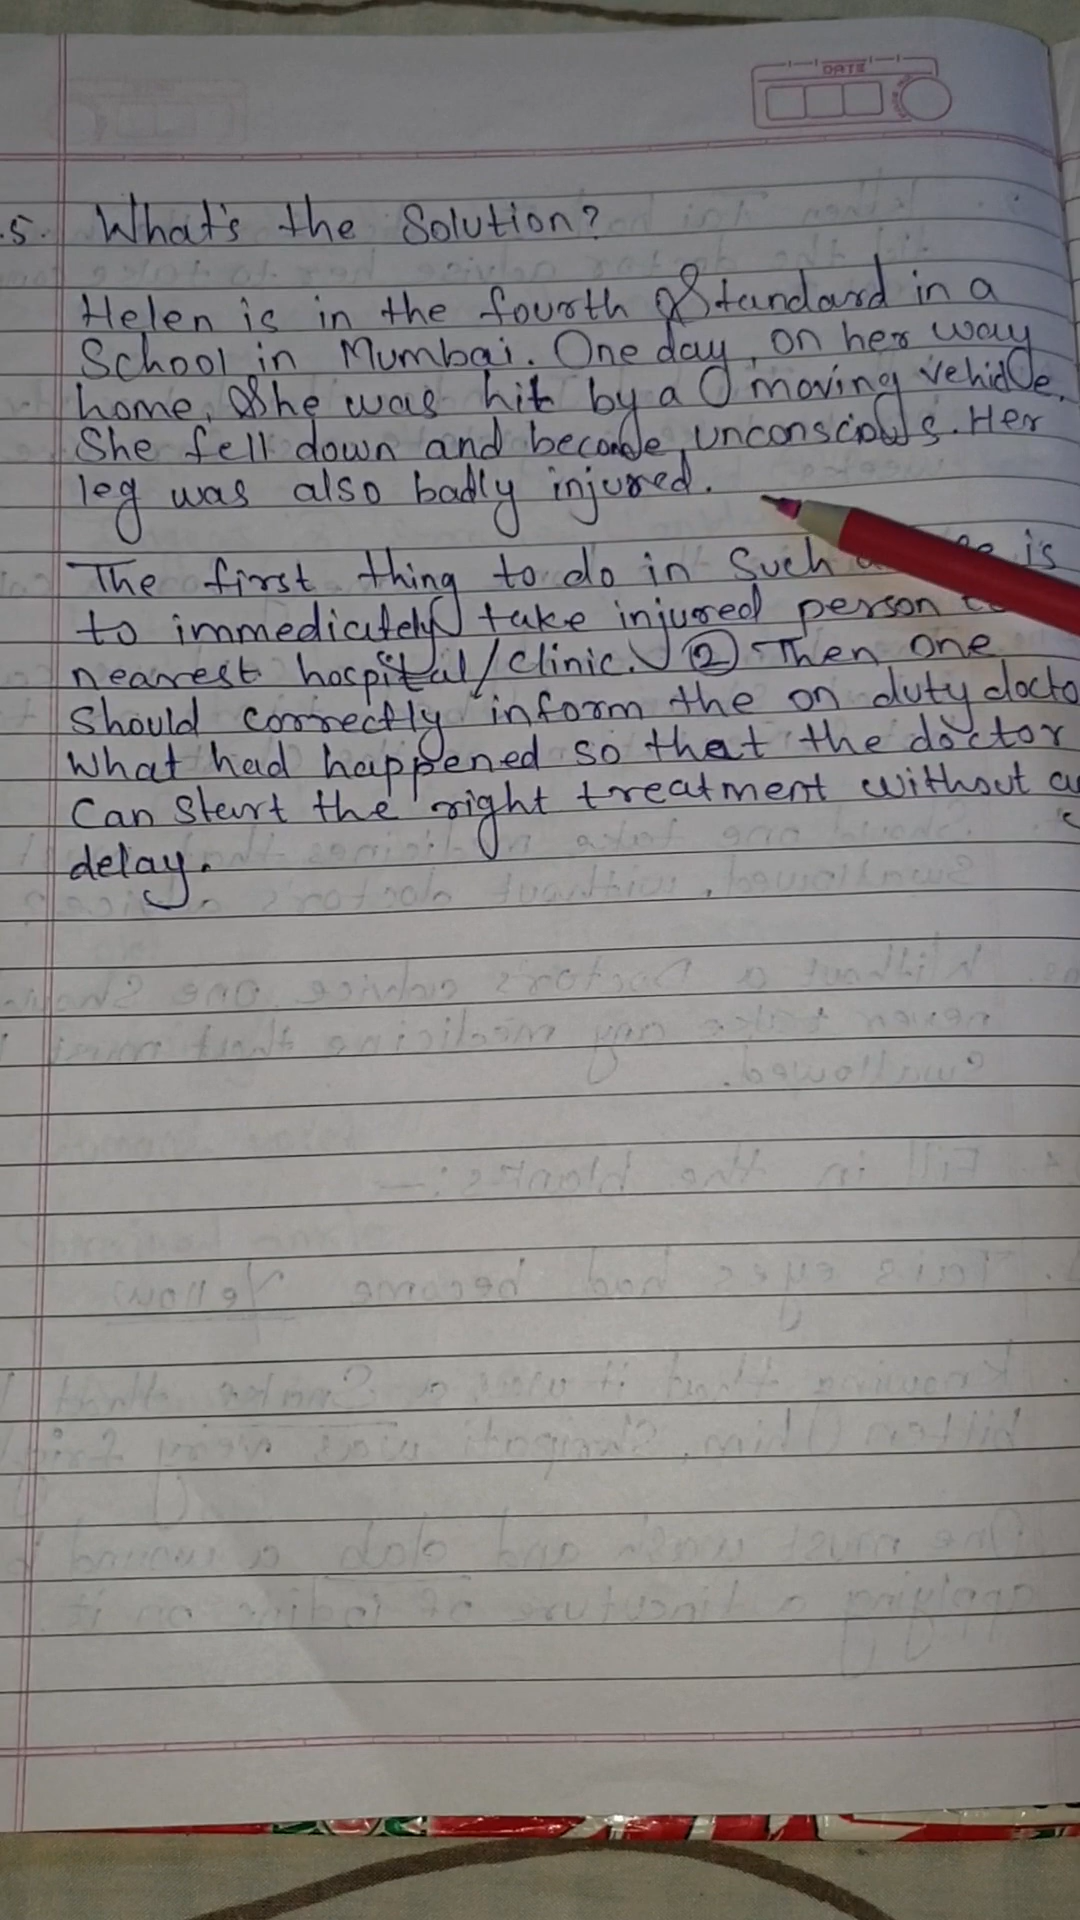 DATE
.5. What's the Solution?
Helen is in the fourth Standard in a
School in Mumbai. One day, on her way
home, She was hit by a moving vehicle.
She fell down and became unconscious. Her
leg was also badly injured.
The first thing to do in Such is
to immediately take injured person
nearest hospital/clinic. ② Then one
Should correctly inform the on duty docto
What had happened so that the doctor
Can Start the right treatment without a
delay.